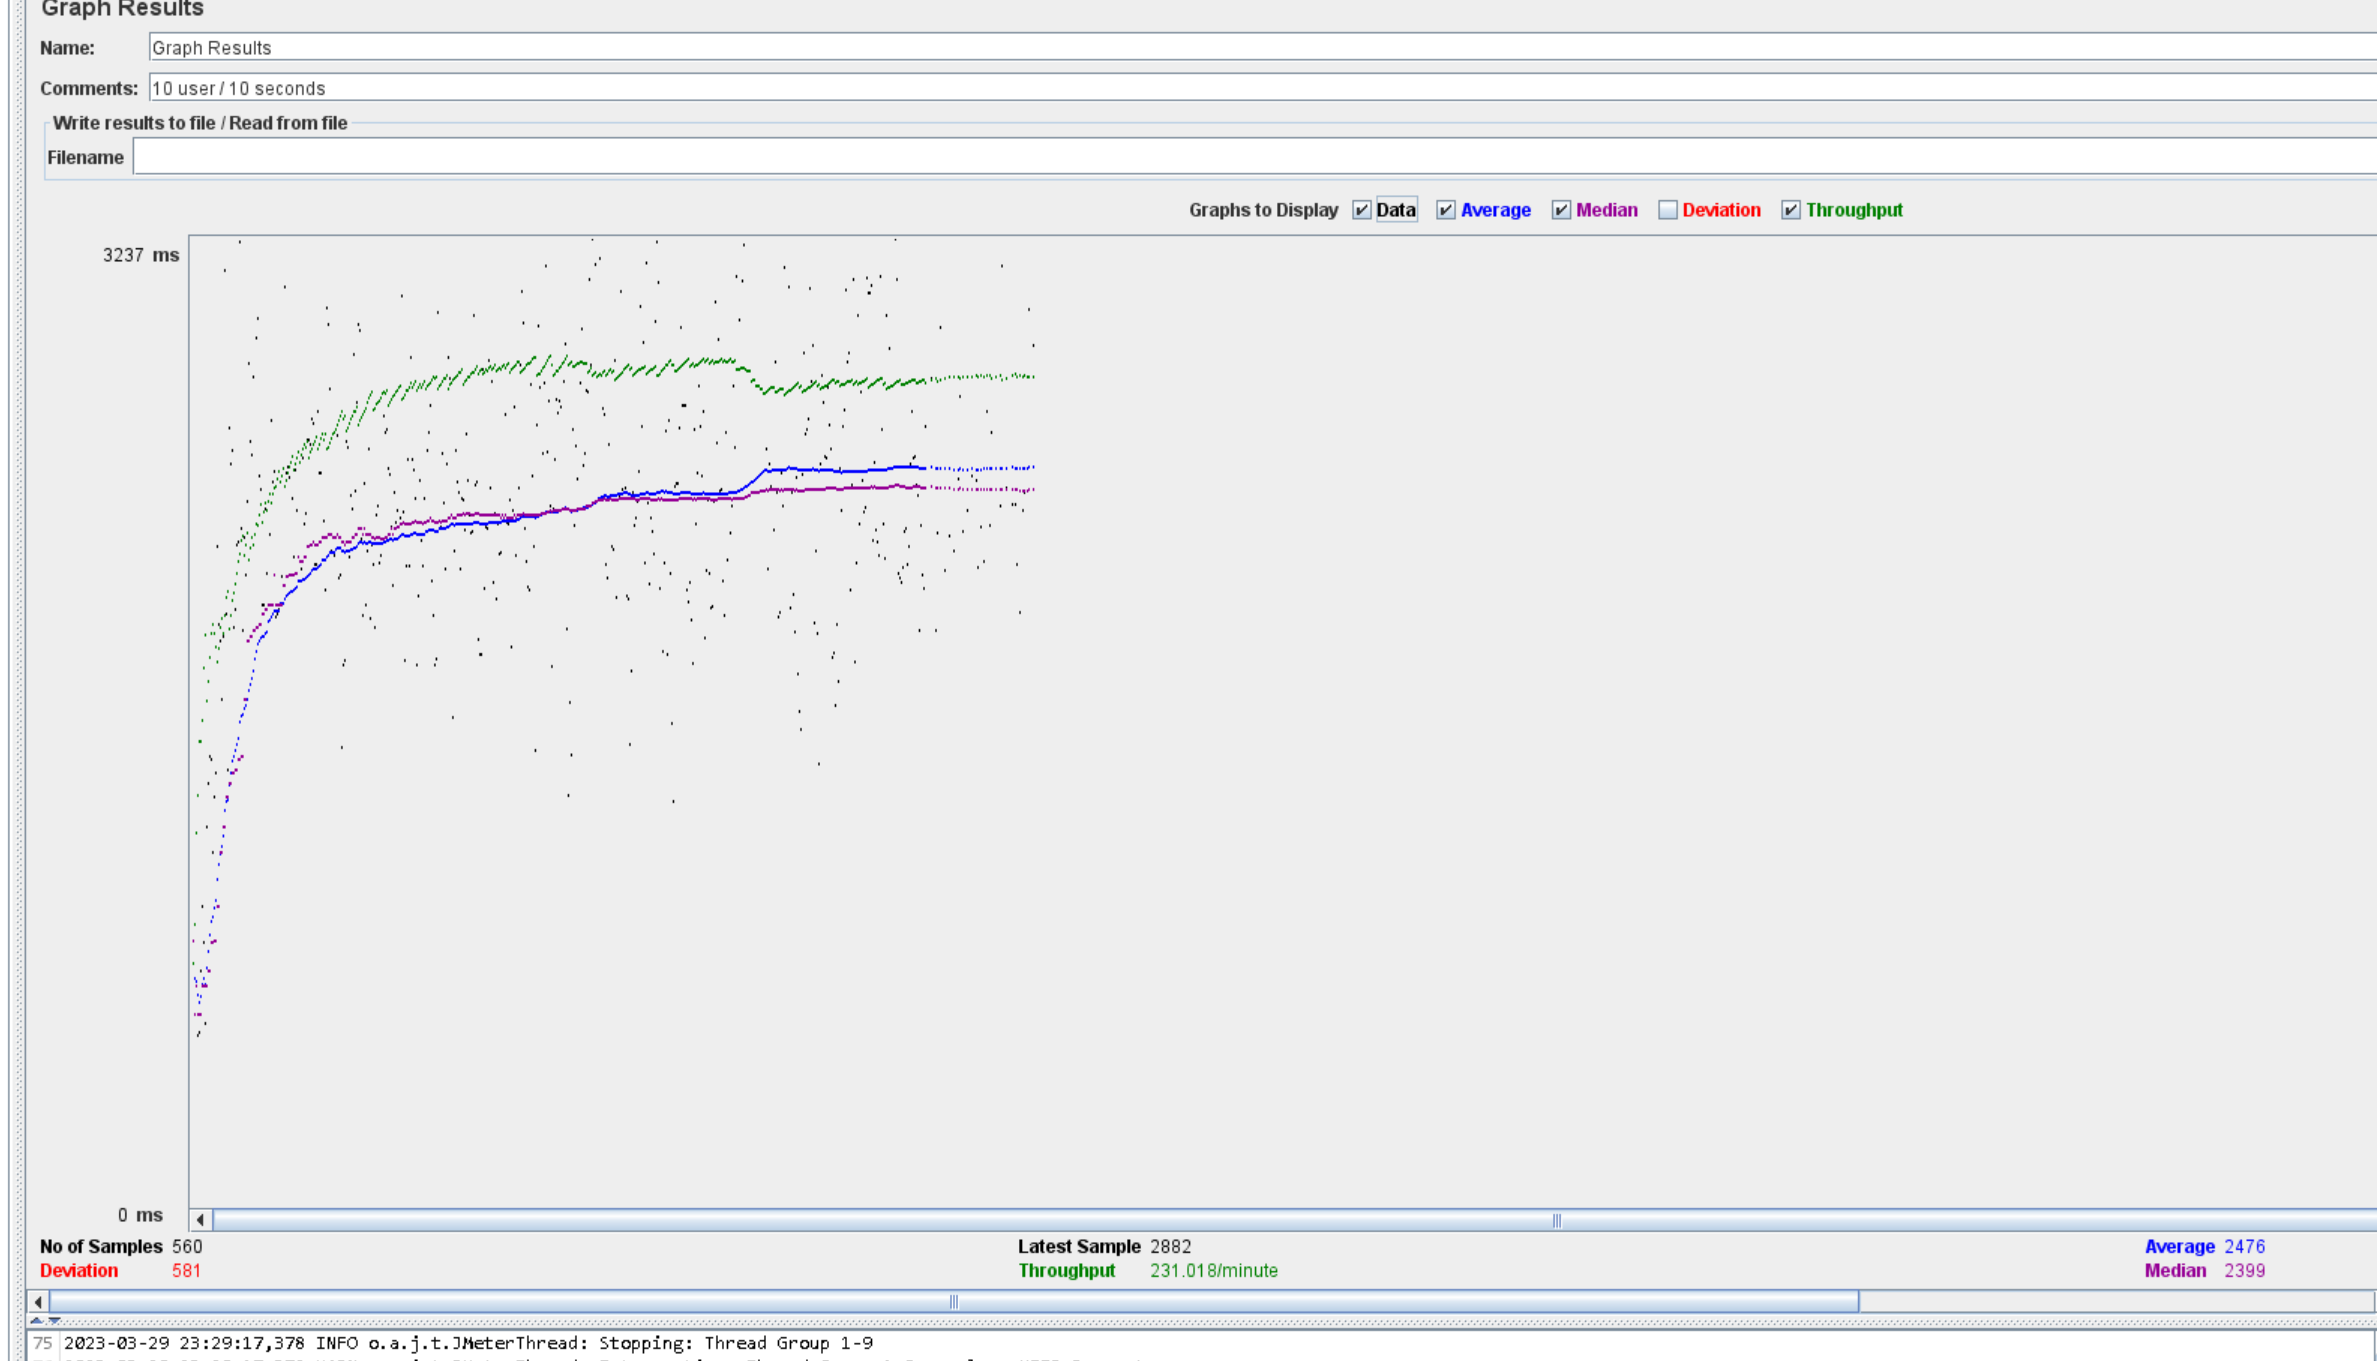 Graph Results
Name: Graph Results
Comments: 10 user / 10 seconds
Write results to file / Read from file
Filename
Graphs to Display Data Average Median Deviation Throughput
3237 ms
0 ms
No of Samples 560 Latest Sample 2882 Average 2476
Deviation 581 Throughput 231.018/minute Median 2399
75 2023-03-29 23:29:17,378 INFO o.a.j.t.JMeterThread: Stopping: Thread Group 1-9